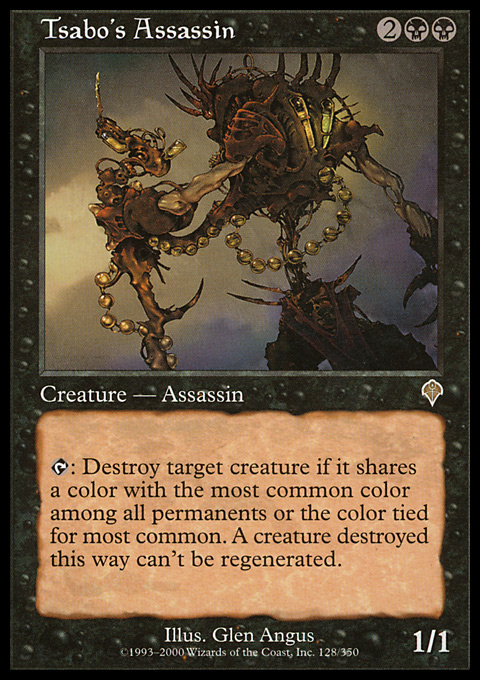 Tsabo's Assassin 2
Creature — Assassin
: Destroy target creature if it shares
a color with the most common color
among all permanents or the color tied
for most common. A creature destroyed
this way can't be regenerated.
Illus. Glen Angus
©1993–2000 Wizards of the Coast, Inc. 128/350
1/1